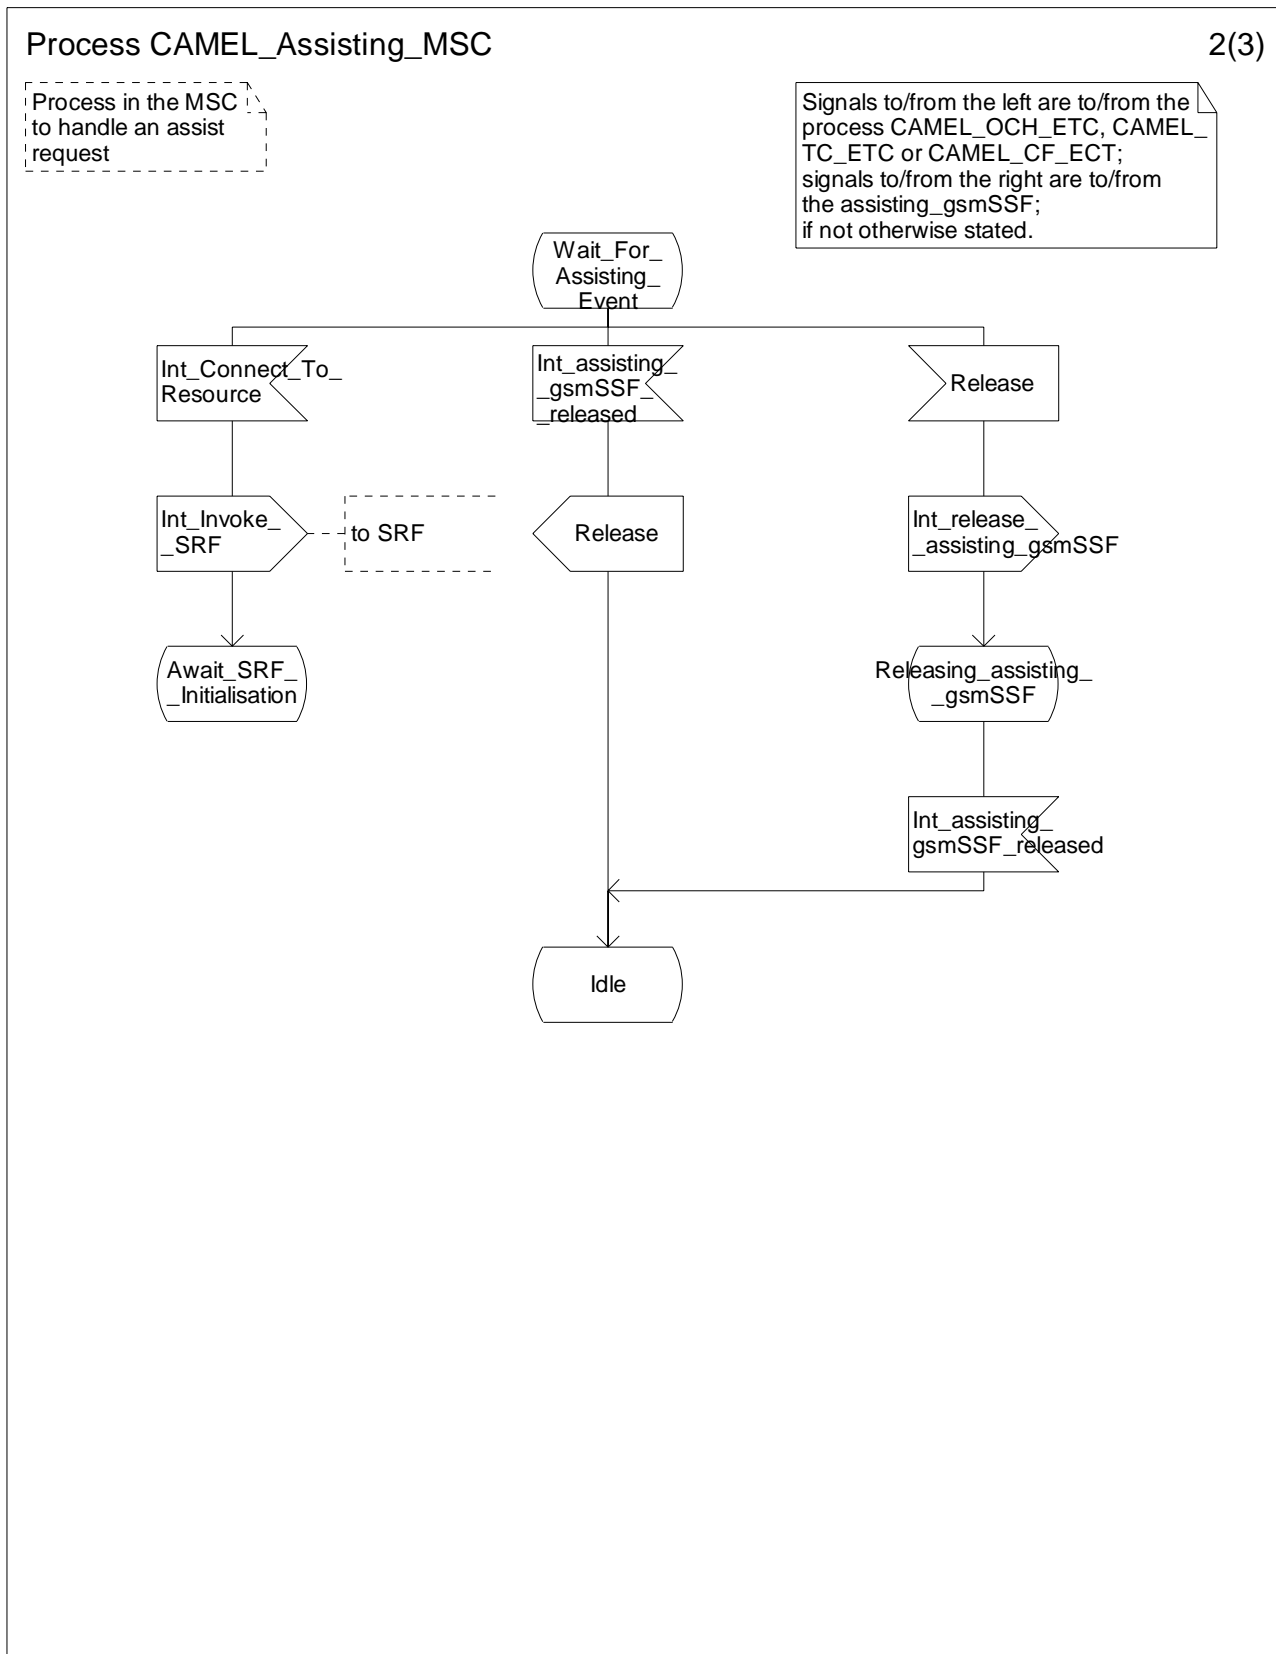 Process CAMEL_Assisting_MSC
2(3)
Process in the MSC
to handle an assist
request
Signals to/from the left are to/from the
process CAMEL_OCH_ETC, CAMEL_
TC_ETC or CAMEL_CF_ECT;
signals to/from the right are to/from
the assisting_gsmSSF;
if not otherwise stated.
Wait_For_
Assisting_
Event
Int_Connect_To_
Resource
Int_assisting_
_gsmSSF_
_released
Release
Int_Invoke_
_SRF
to SRF
Release
Int_release_
_assisting_gsmSSF
Await_SRF_
_Initialisation
Releasing_assisting_
_gsmSSF
Int_assisting_
gsmSSF_released
Idle